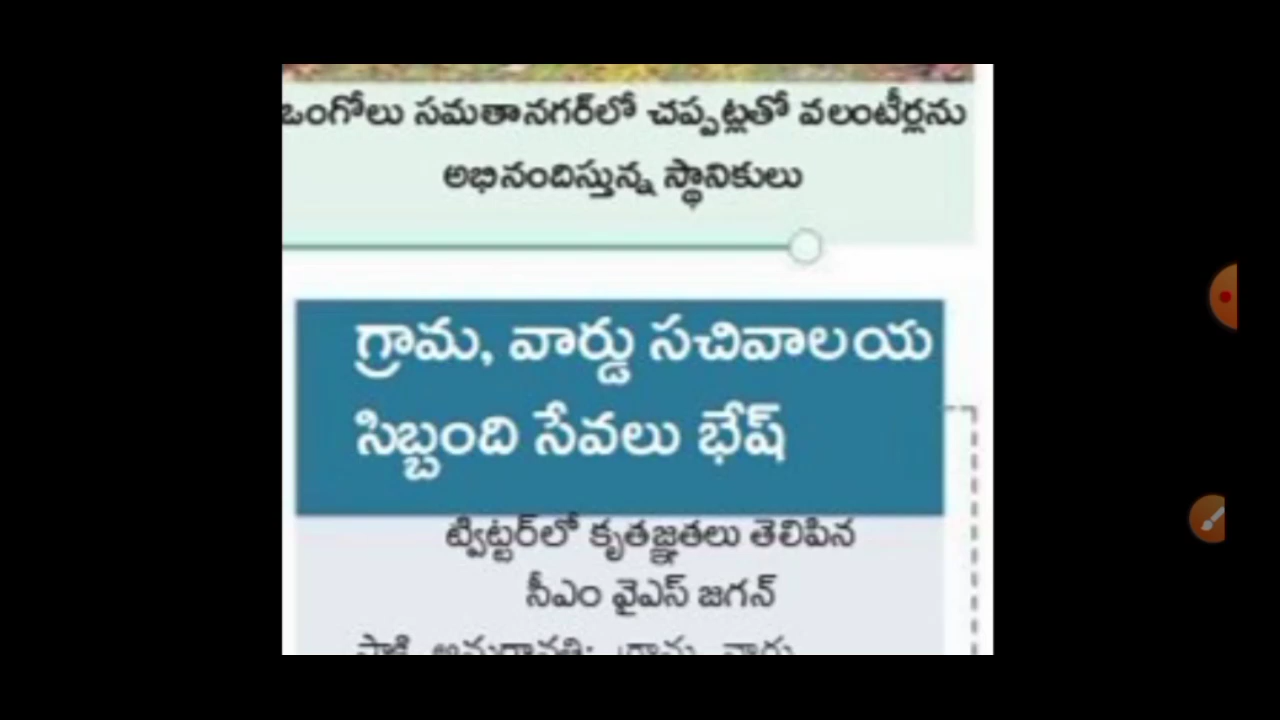 ఒంగోలు సమతానగర్‌లో చప్పట్లతో వలంటీర్లను
అభినందిస్తున్న స్థానికులు
గ్రామ, వార్డు సచివాలయ
సిబ్బంది సేవలు భేష్
ట్విట్టర్‌లో కృతజ్ఞతలు తెలిపిన
సీఎం వైఎస్ జగన్